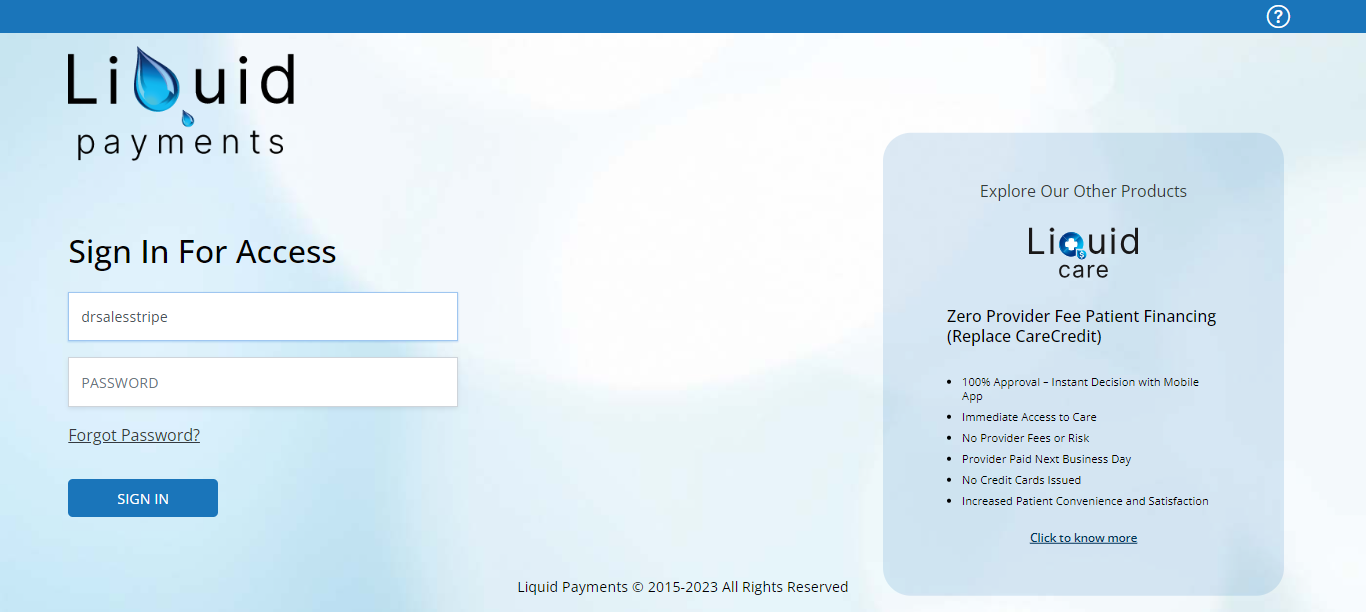 ?
Liquid
payments
Sign In For Access
drsalesstripe
PASSWORD
Forgot Password?
SIGN IN
Explore Our Other Products
Liquid
care
Zero Provider Fee Patient Financing
(Replace CareCredit)
• 100% Approval – Instant Decision with Mobile
App
• Immediate Access to Care
• No Provider Fees or Risk
• Provider Paid Next Business Day
• No Credit Cards Issued
• Increased Patient Convenience and Satisfaction
Click to know more
Liquid Payments © 2015-2023 All Rights Reserved